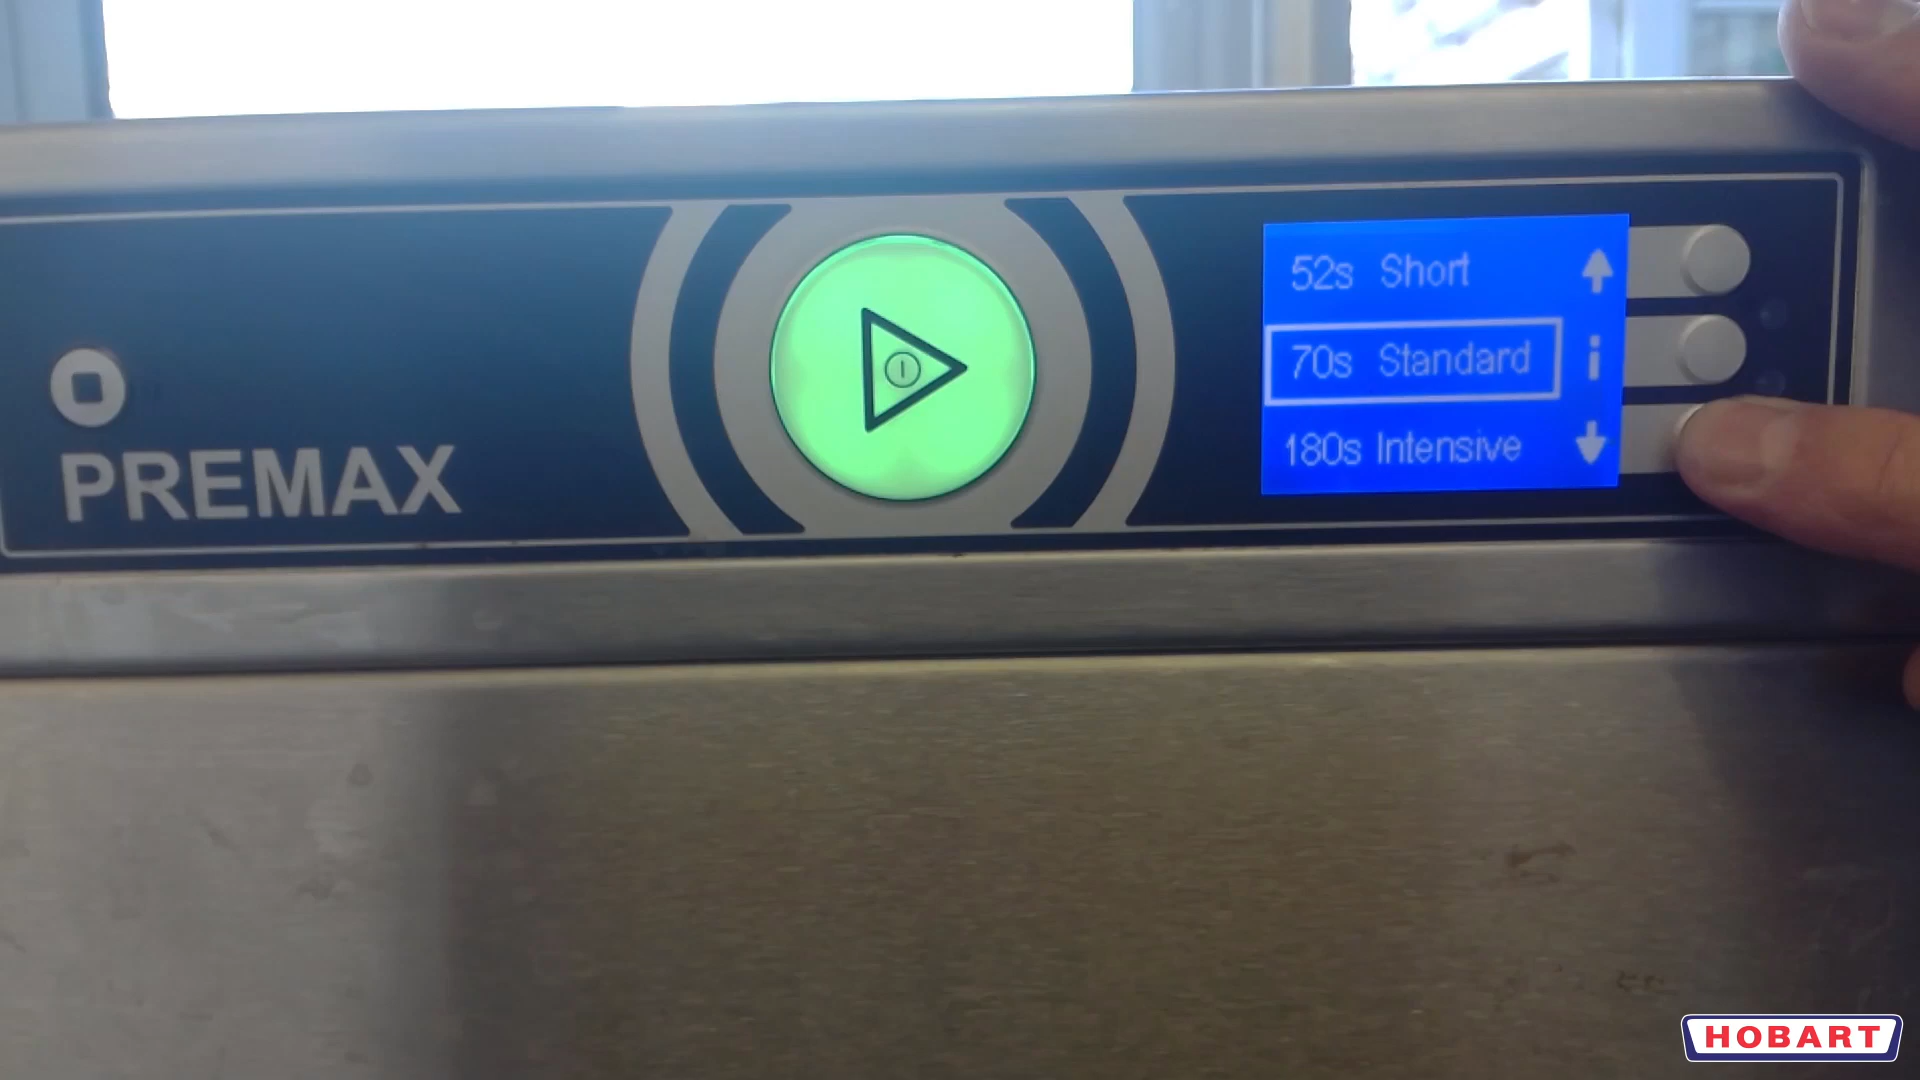 52s Short
70s Standard
i
180s Intensive
PREMAX
HOBART